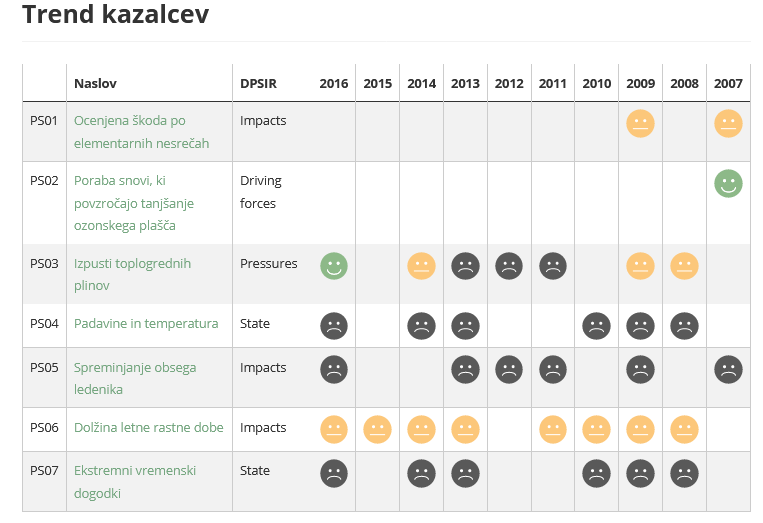 Trend kazalcev
Naslov DPSIR 2016 2015 2014 2013 2012 2011 2010 2009 2008 2007
PS01 Ocenjena škoda po Impacts
elementarnih nesrečah
PS02 Poraba snovi, ki Driving
povzročajo tanjšanje forces
ozonskega plašča
PS03 Izpusti toplogrednih Pressures
plinov
PS04 Padavine in temperatura State
PS05 Spreminjanje obsega Impacts
ledenika
PS06 Dolžina letne rastne dobe Impacts
PS07 Ekstremni vremenski State
dogodki